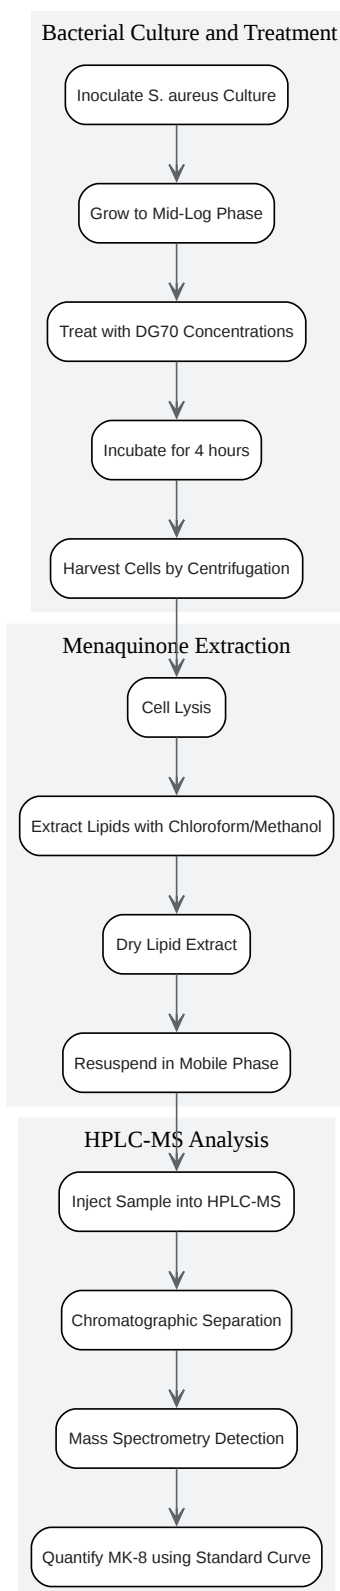 Bacterial Culture and Treatment
Inoculate S. aureus Culture
Grow to Mid-Log Phase
Treat with DG70 Concentrations
Incubate for 4 hours
Harvest Cells by Centrifugation
Menaquinone Extraction
Cell Lysis
Extract Lipids with Chloroform/Methanol
Dry Lipid Extract
Resuspend in Mobile Phase
HPLC-MS Analysis
Inject Sample into HPLC-MS
Chromatographic Separation
Mass Spectrometry Detection
Quantify MK-8 using Standard Curve